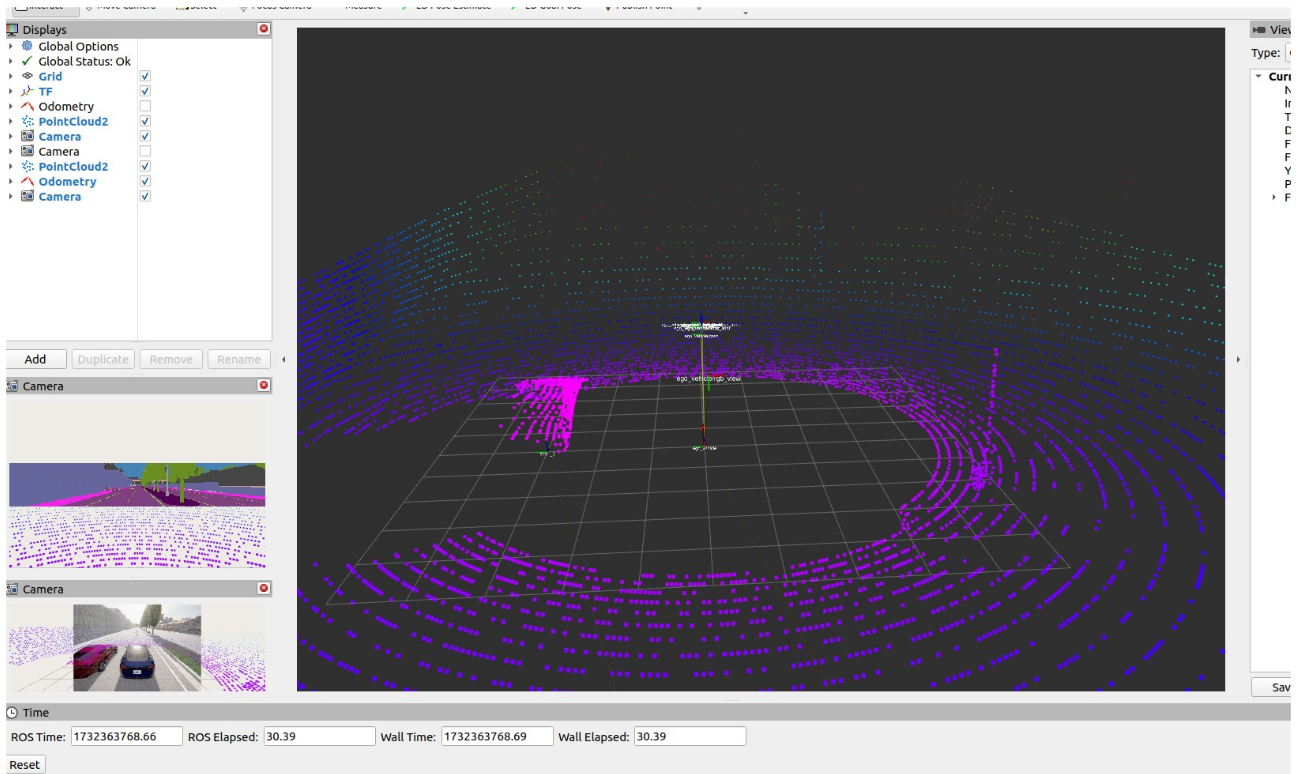 Interact Move Camera Select Focus Camera Measure 2D Pose Estimate 2D Goal Pose Publish Point
Displays
Global Options
Global Status: Ok
Grid
TF
Odometry
PointCloud2
Camera
Camera
PointCloud2
Odometry
Camera
Add Duplicate Remove Rename
Camera
Camera
ego_vehicle/rgb_view
Time
ROS Time: 1732363768.66 ROS Elapsed: 30.39 Wall Time: 1732363768.69 Wall Elapsed: 30.39
Reset
View
Type:
Curr
N
In
T
D
F
F
Y
P
F
Sav